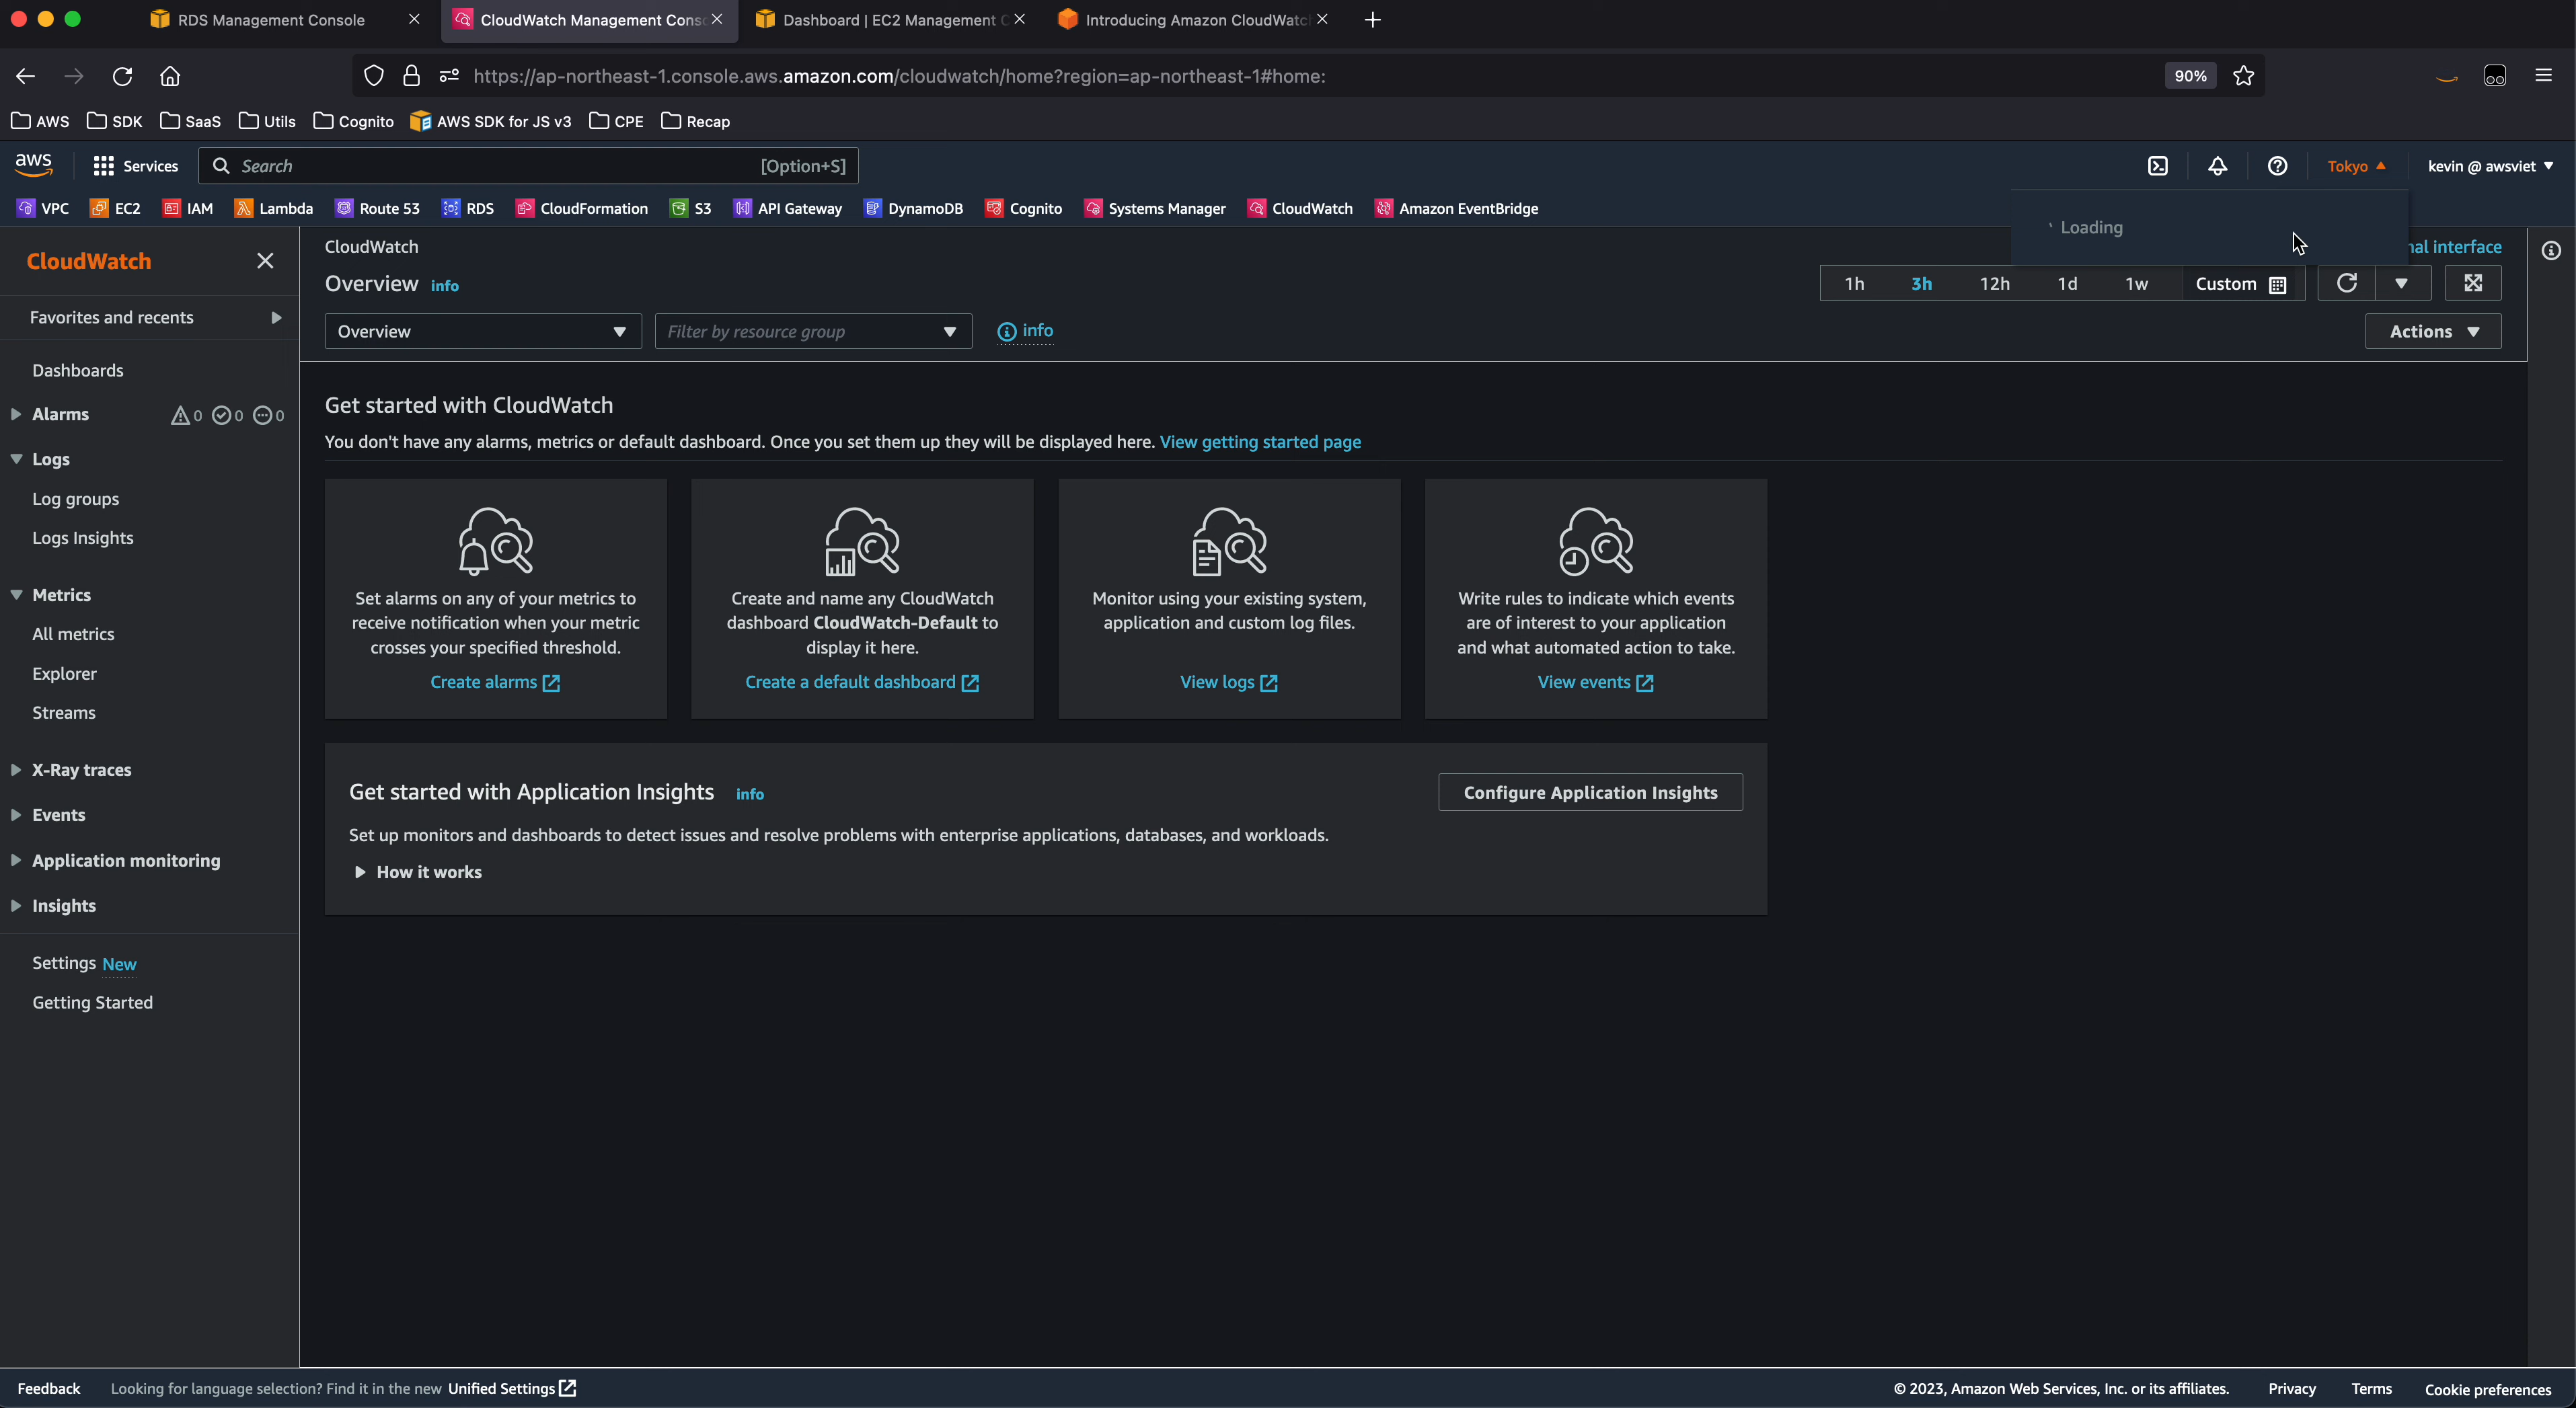 RDS Management Console
CloudWatch Management Conso
Dashboard | EC2 Management C
Introducing Amazon CloudWatc
https://ap-northeast-1.console.aws.amazon.com/cloudwatch/home?region=ap-northeast-1#home:
90%
AWS SDK SaaS Utils Cognito AWS SDK for JS v3 CPE Recap
aws Services Search [Option+S] Tokyo kevin @ awsviet
VPC EC2 IAM Lambda Route 53 RDS CloudFormation S3 API Gateway DynamoDB Cognito Systems Manager CloudWatch Amazon EventBridge
Loading
CloudWatch
Favorites and recents
Dashboards
Alarms 0 0 0
Logs
Log groups
Logs Insights
Metrics
All metrics
Explorer
Streams
X-Ray traces
Events
Application monitoring
Insights
Settings New
Getting Started
CloudWatch
nal interface
Overview info
1h 3h 12h 1d 1w Custom
Overview Filter by resource group info Actions
Get started with CloudWatch
You don't have any alarms, metrics or default dashboard. Once you set them up they will be displayed here. View getting started page
Set alarms on any of your metrics to
receive notification when your metric
crosses your specified threshold.
Create alarms
Create and name any CloudWatch
dashboard CloudWatch-Default to
display it here.
Create a default dashboard
Monitor using your existing system,
application and custom log files.
View logs
Write rules to indicate which events
are of interest to your application
and what automated action to take.
View events
Get started with Application Insights info
Configure Application Insights
Set up monitors and dashboards to detect issues and resolve problems with enterprise applications, databases, and workloads.
How it works
Feedback Looking for language selection? Find it in the new Unified Settings © 2023, Amazon Web Services, Inc. or its affiliates. Privacy Terms Cookie preferences